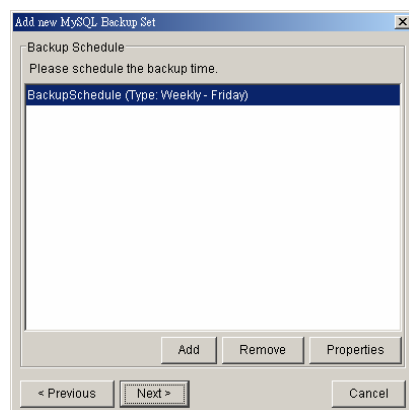 Add new MySQL Backup Set
Backup Schedule
Please schedule the backup time.
BackupSchedule (Type: Weekly - Friday)
Add Remove Properties
< Previous Next > Cancel